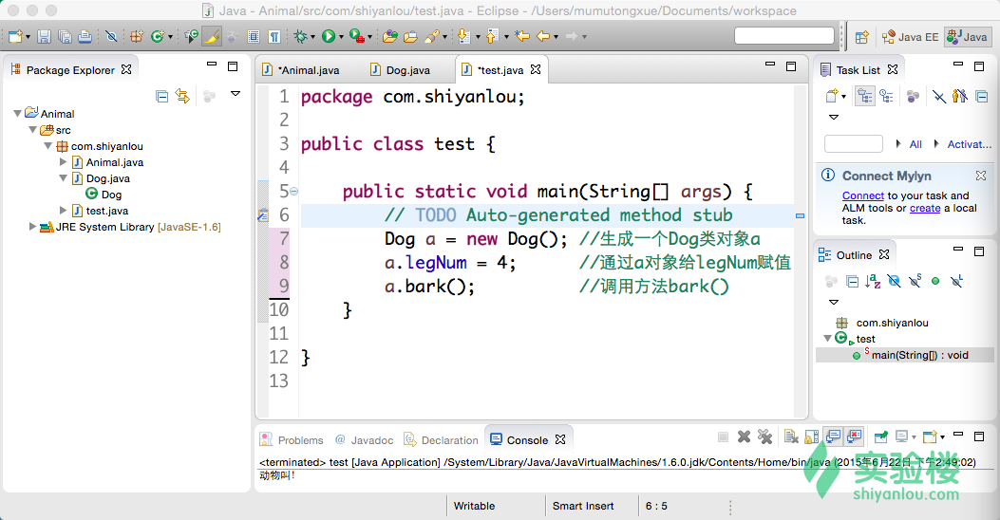 Java - Animal/src/com/shiyanlou/test.java - Eclipse - /Users/mumutongxue/Documents/workspace
Java EE
Java
Package Explorer
Animal
src
com.shiyanlou
Animal.java
Dog.java
Dog
test.java
JRE System Library [JavaSE-1.6]
*Animal.java
Dog.java
*test.java
1 package com.shiyanlou;
2
3 public class test {
4
5 public static void main(String[] args) {
6 // TODO Auto-generated method stub
7 Dog a = new Dog(); //生成一个Dog类对象a
8 a.legNum = 4; //通过a对象给legNum赋值
9 a.bark(); //调用方法bark()
10 }
11
12 }
13
Task List
All
Activat...
Connect Mylyn
Connect to your task and
ALM tools or create a local
task.
Outline
com.shiyanlou
test
main(String[]) : void
Problems
Javadoc
Declaration
Console
<terminated> test [Java Application] /System/Library/Java/JavaVirtualMachines/1.6.0.jdk/Contents/Home/bin/java (2015年6月22日 下午2:49:02)
动物叫!
实验楼
shiyanlou.com
Writable
Smart Insert
6 : 5